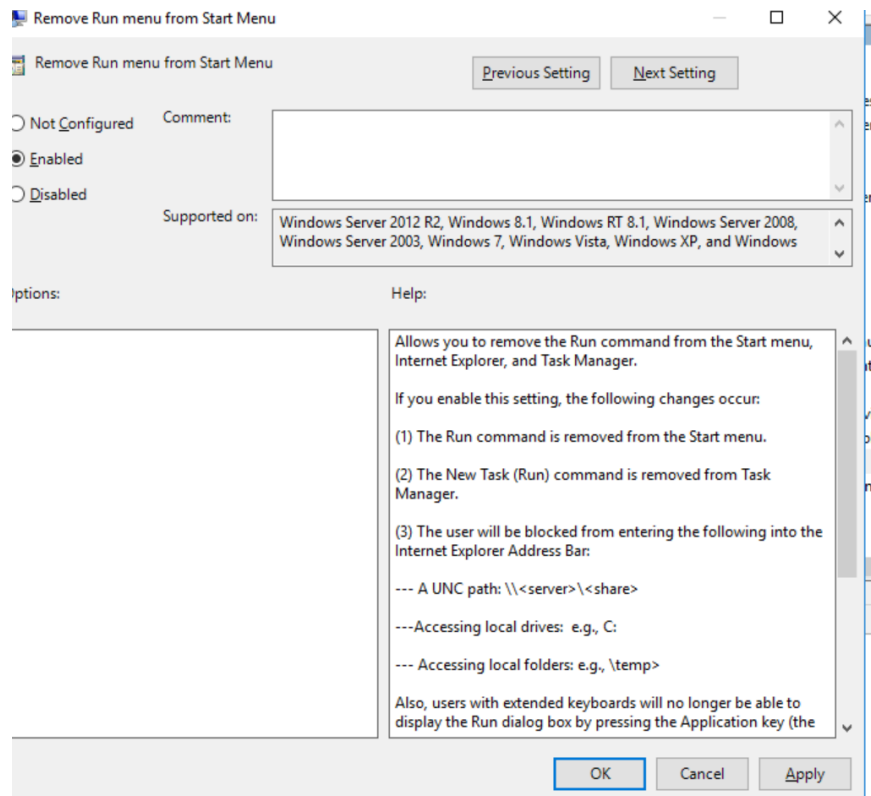 Remove Run menu from Start Menu
Remove Run menu from Start Menu
Previous Setting
Next Setting
Not Configured
Comment:
Enabled
Disabled
Supported on:
Windows Server 2012 R2, Windows 8.1, Windows RT 8.1, Windows Server 2008,
Windows Server 2003, Windows 7, Windows Vista, Windows XP, and Windows
ptions:
Help:
Allows you to remove the Run command from the Start menu,
Internet Explorer, and Task Manager.
If you enable this setting, the following changes occur:
(1) The Run command is removed from the Start menu.
(2) The New Task (Run) command is removed from Task
Manager.
(3) The user will be blocked from entering the following into the
Internet Explorer Address Bar:
--- A UNC path: \\<server>\<share>
---Accessing local drives:  e.g., C:
--- Accessing local folders: e.g., \temp>
Also, users with extended keyboards will no longer be able to
display the Run dialog box by pressing the Application key (the
OK
Cancel
Apply